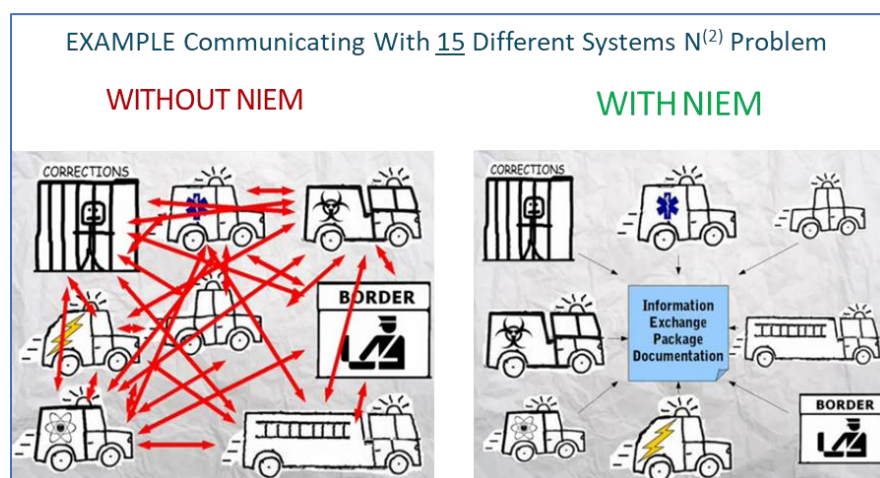 EXAMPLE Communicating With 15 Different Systems N(2) Problem
WITHOUT NIEM
WITH NIEM
CORRECTIONS
BORDER
CORRECTIONS
Information
Exchange
Package
Documentation
BORDER